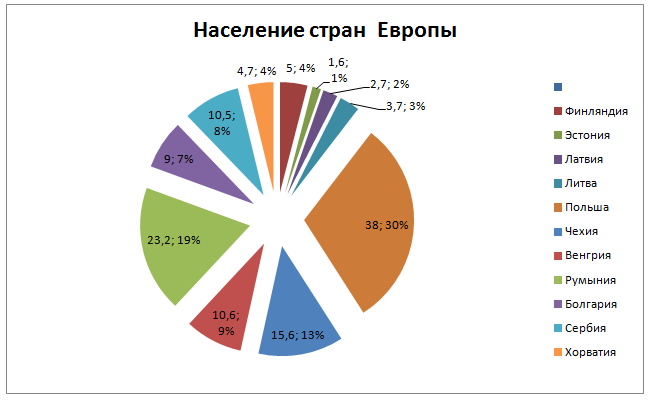 Население стран  Европы
4,7; 4%
5; 4%
1,6;
1%
2,7; 2%
3,7; 3%
10,5;
8%
9; 7%
23,2; 19%
38; 30%
10,6;
9%
15,6; 13%
Финляндия
Эстония
Латвия
Литва
Польша
Чехия
Венгрия
Румыния
Болгария
Сербия
Хорватия